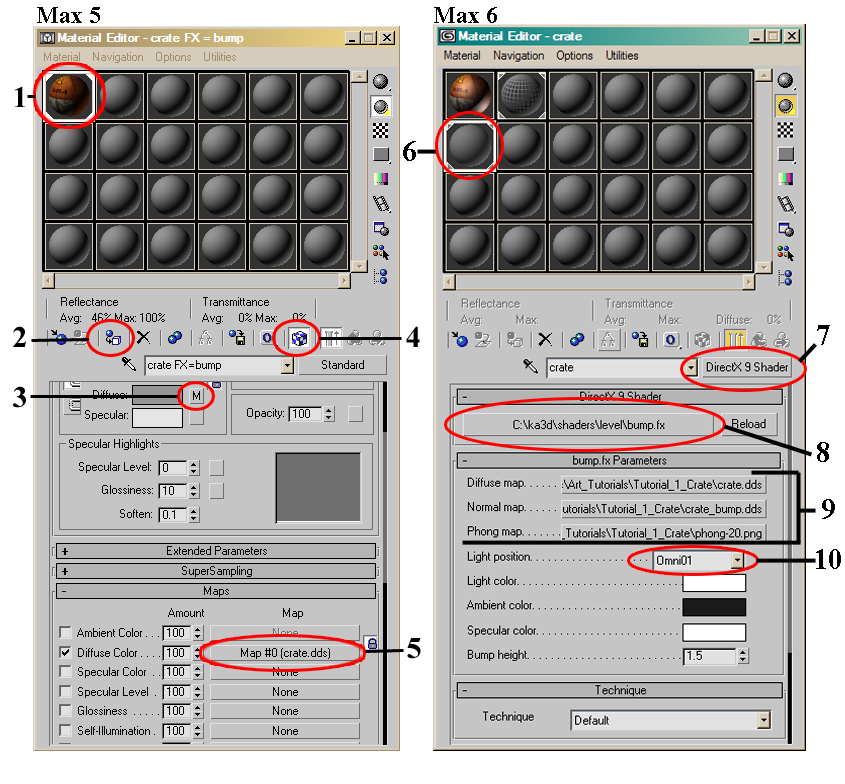 Max 5
Material Editor - crate FX = bump
Material Navigation Options Utilities
1
Reflectance
Avg: 46% Max: 100%
Transmittance
Avg: 0% Max: 0%
2
4
crate FX=bump
Standard
Diffuse:
M
3
Specular:
Opacity: 100
Specular Highlights
Specular Level: 0
Glossiness: 10
Soften: 0.1
+ Extended Parameters
+ SuperSampling
- Maps
Amount Map
Ambient Color . . . 100 None
Diffuse Color . . . . 100 Map #0 (crate.dds)
5
Specular Color . . 100 None
Specular Level . . 100 None
Glossiness . . . . . 100 None
Self-Illumination . 100 None
Max 6
Material Editor - crate
Material Navigation Options Utilities
6
Reflectance
Avg: Max:
Transmittance
Avg: Max:
Diffuse: 0%
7
crate
DirectX 9 Shader
- DirectX 9 Shader
C:\ka3d\shaders\level\bump.fx
Reload
8
- bump.fx Parameters
Diffuse map. . . . . :\Art_Tutorials\Tutorial_1_Crate\crate.dds
Normal map. . . . . utorials\Tutorial_1_Crate\crate_bump.dds
9
Phong map. . . . . _Tutorials\Tutorial_1_Crate\phong-20.png
Light position. . . . . Omni01
10
Light color. . . . .
Ambient color. . . . .
Specular color. . . . .
Bump height. . . . . 1.5
- Technique
Technique Default